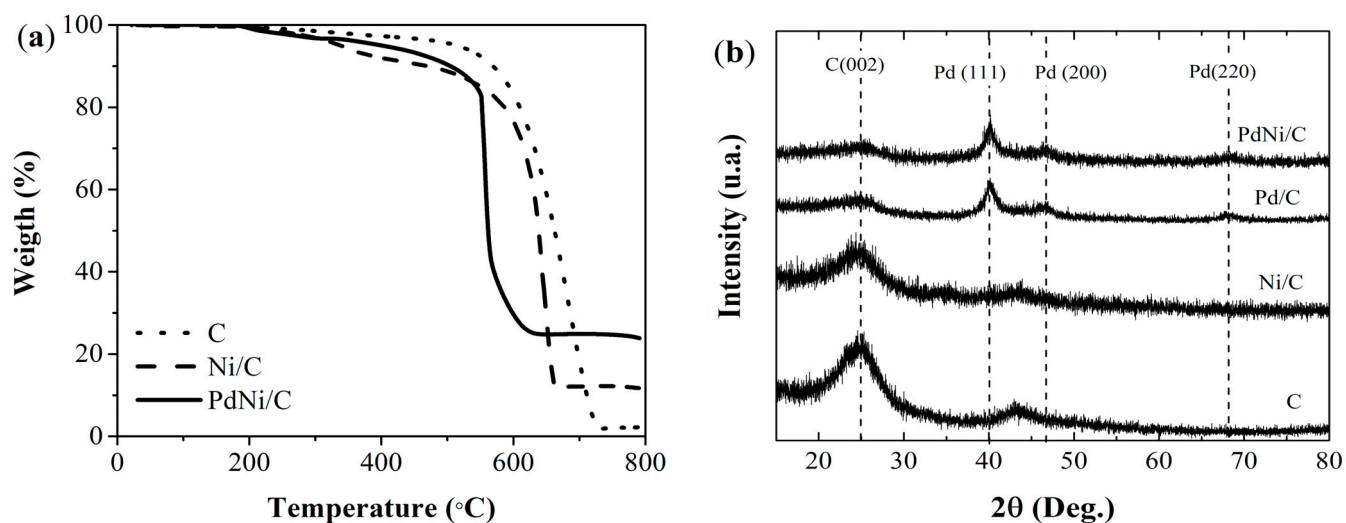 (a)
100
80
60
40
20
0
Weigth (%)
C
Ni/C
PdNi/C
0
200
400
600
800
Temperature (°C)
(b)
C(002)
Pd (111)
Pd (200)
Pd(220)
PdNi/C
Pd/C
Ni/C
C
Intensity (u.a.)
20
30
40
50
60
70
80
2θ (Deg.)